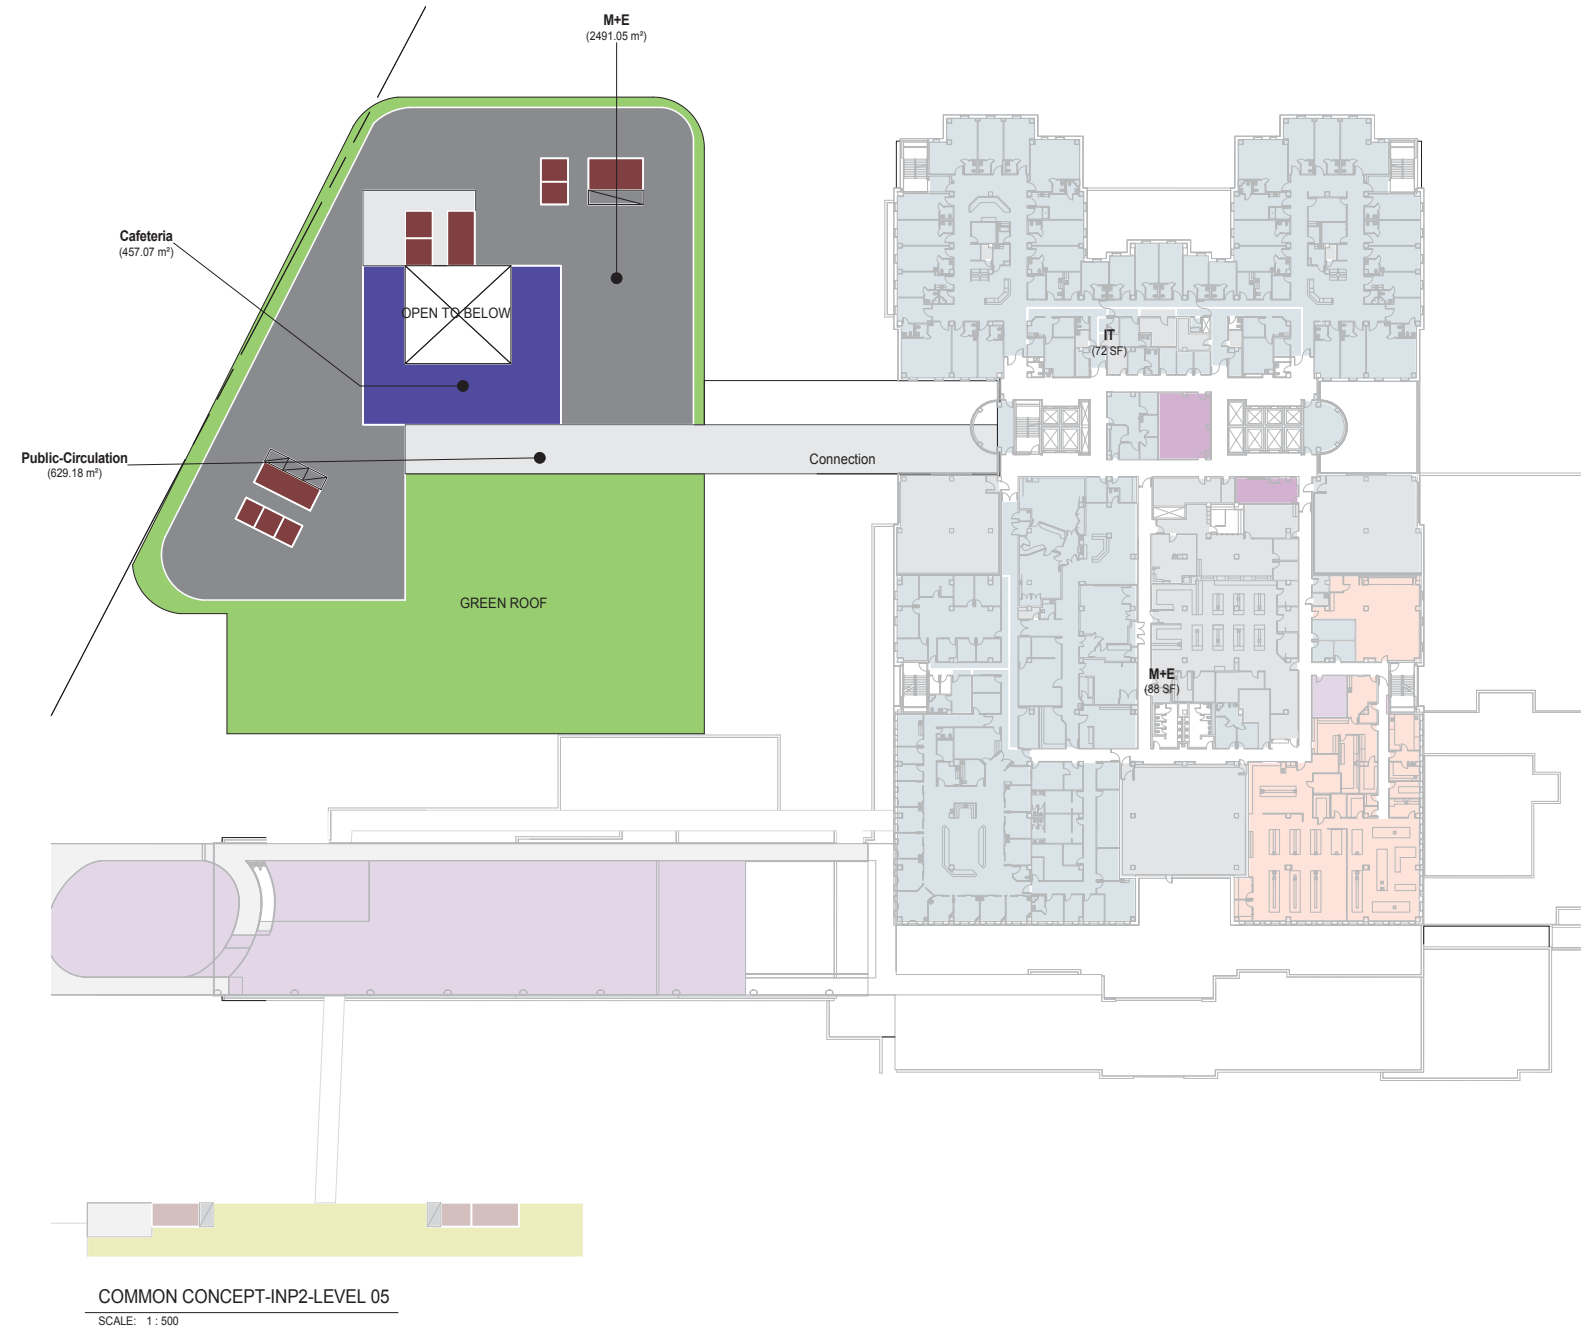 M+E
(2491.05 m²)
Cafeteria
(457.07 m²)
OPEN TO BELOW
IT
(72 SF)
Public-Circulation
(629.18 m²)
Connection
GREEN ROOF
M+E
(88 SF)
COMMON CONCEPT-INP2-LEVEL 05
SCALE: 1 : 500